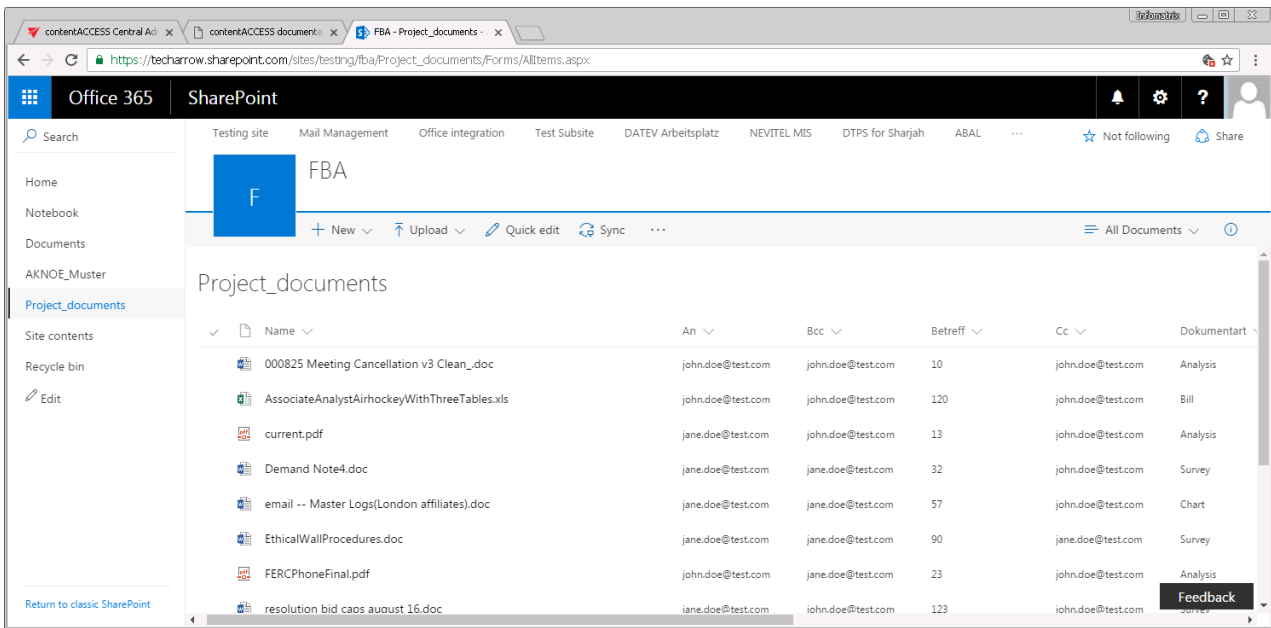 Infomatrix
contentACCESS Central Ad
contentACCESS documenta
FBA - Project_documents -
https://techarrow.sharepoint.com/sites/testing/fba/Project_documents/Forms/AllItems.aspx
Office 365
SharePoint
?
Search
Testing site Mail Management Office integration Test Subsite DATEV Arbeitsplatz NEVITEL MIS DTPS for Sharjah ABAL ... Not following Share
F
FBA
Home
Notebook
Documents
AKNOE_Muster
Project_documents
Site contents
Recycle bin
Edit
Return to classic SharePoint
New Upload Quick edit Sync ... All Documents
Project_documents
Name An Bcc Betreff Cc Dokumentart
000825 Meeting Cancellation v3 Clean_.doc john.doe@test.com john.doe@test.com 10 john.doe@test.com Analysis
AssociateAnalystAirhockeyWithThreeTables.xls john.doe@test.com john.doe@test.com 120 john.doe@test.com Bill
current.pdf jane.doe@test.com john.doe@test.com 13 john.doe@test.com Analysis
Demand Note4.doc jane.doe@test.com jane.doe@test.com 32 john.doe@test.com Survey
email -- Master Logs(London affiliates).doc jane.doe@test.com jane.doe@test.com 57 john.doe@test.com Chart
EthicalWallProcedures.doc jane.doe@test.com jane.doe@test.com 90 jane.doe@test.com Survey
FERCPhoneFinal.pdf john.doe@test.com jane.doe@test.com 23 john.doe@test.com Analysis
resolution bid caps august 16.doc jane.doe@test.com john.doe@test.com 123 john.doe@test.com Survey
Feedback